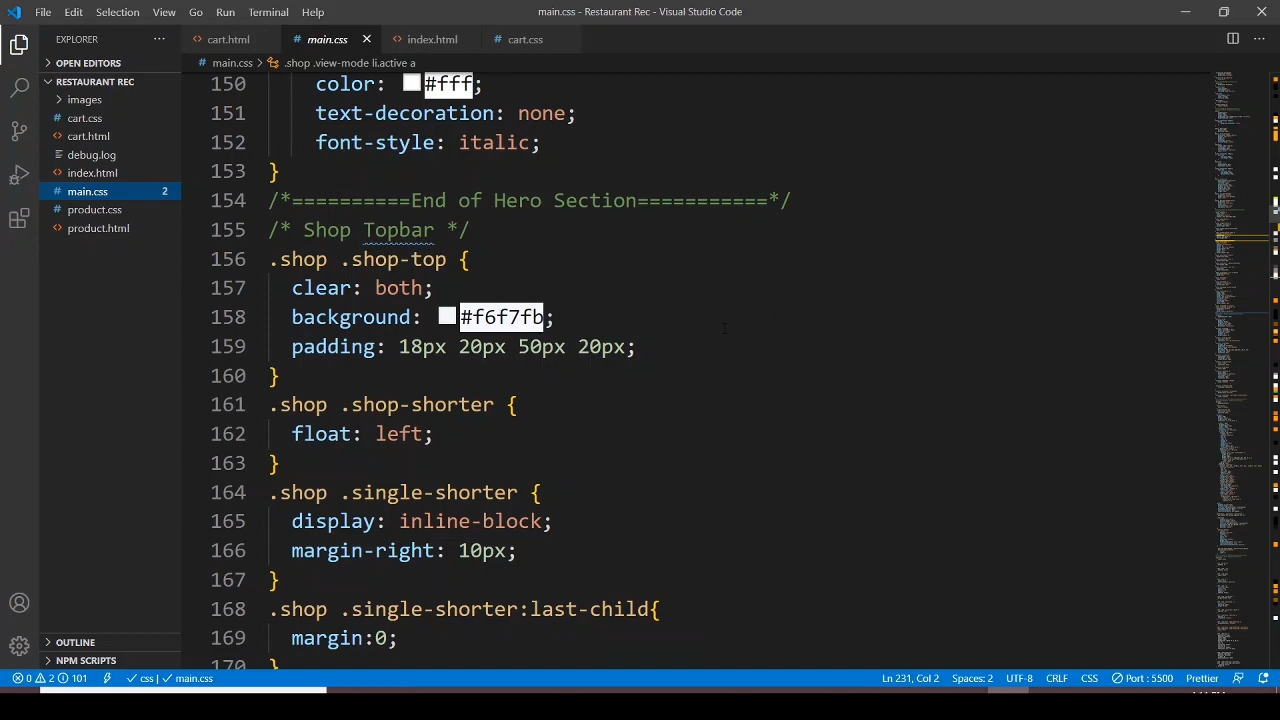 File Edit Selection View Go Run Terminal Help main.css - Restaurant Rec - Visual Studio Code
EXPLORER
cart.html main.css index.html cart.css
OPEN EDITORS
main.css > .shop .view-mode li.active a
RESTAURANT REC
images
cart.css
cart.html
debug.log
index.html
main.css 2
product.css
product.html
OUTLINE
NPM SCRIPTS
150 color: #fff;
151 text-decoration: none;
152 font-style: italic;
153 }
154 /*==========End of Hero Section===========*/
155 /* Shop Topbar */
156 .shop .shop-top {
157 clear: both;
158 background: #f6f7fb;
159 padding: 18px 20px 50px 20px;
160 }
161 .shop .shop-shorter {
162 float: left;
163 }
164 .shop .single-shorter {
165 display: inline-block;
166 margin-right: 10px;
167 }
168 .shop .single-shorter:last-child{
169 margin:0;
170 }
0 2 101 css | main.css Ln 231, Col 2 Spaces: 2 UTF-8 CRLF CSS Port : 5500 Prettier